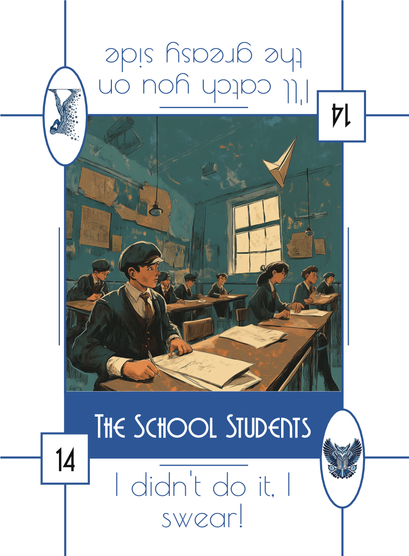 I'll catch you on
the greasy side
14
The School Students
14
I didn't do it, I
swear!